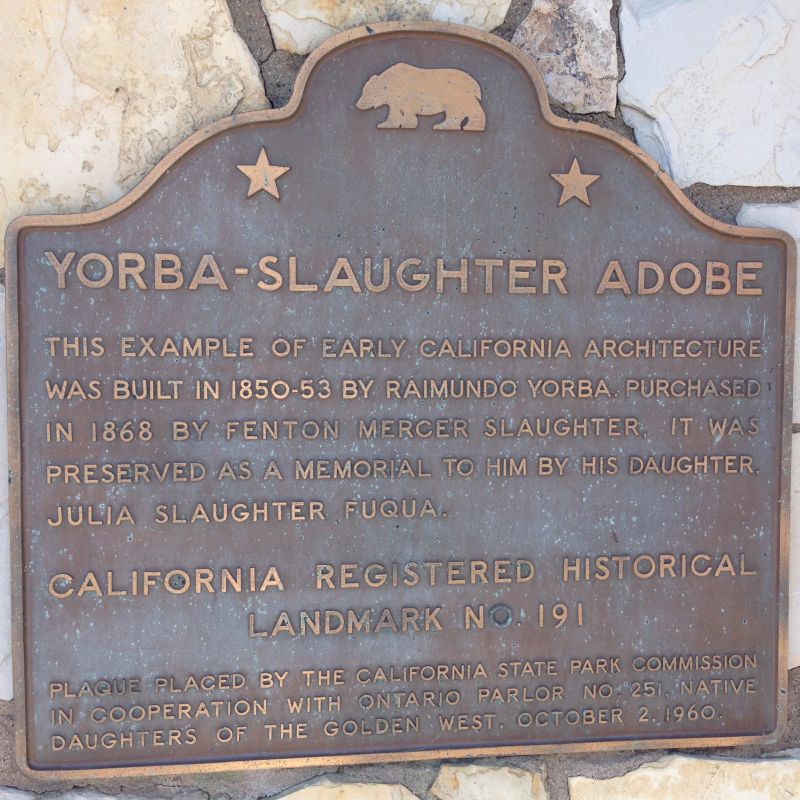 YORBA-SLAUGHTER ADOBE
THIS EXAMPLE OF EARLY CALIFORNIA ARCHITECTURE
WAS BUILT IN 1850-53 BY RAIMUNDO YORBA. PURCHASED
IN 1868 BY FENTON MERCER SLAUGHTER, IT WAS
PRESERVED AS A MEMORIAL TO HIM BY HIS DAUGHTER,
JULIA SLAUGHTER FUQUA.
CALIFORNIA REGISTERED HISTORICAL
LANDMARK NO. 191
PLAQUE PLACED BY THE CALIFORNIA STATE PARK COMMISSION
IN COOPERATION WITH ONTARIO PARLOR NO. 251, NATIVE
DAUGHTERS OF THE GOLDEN WEST, OCTOBER 2, 1960.